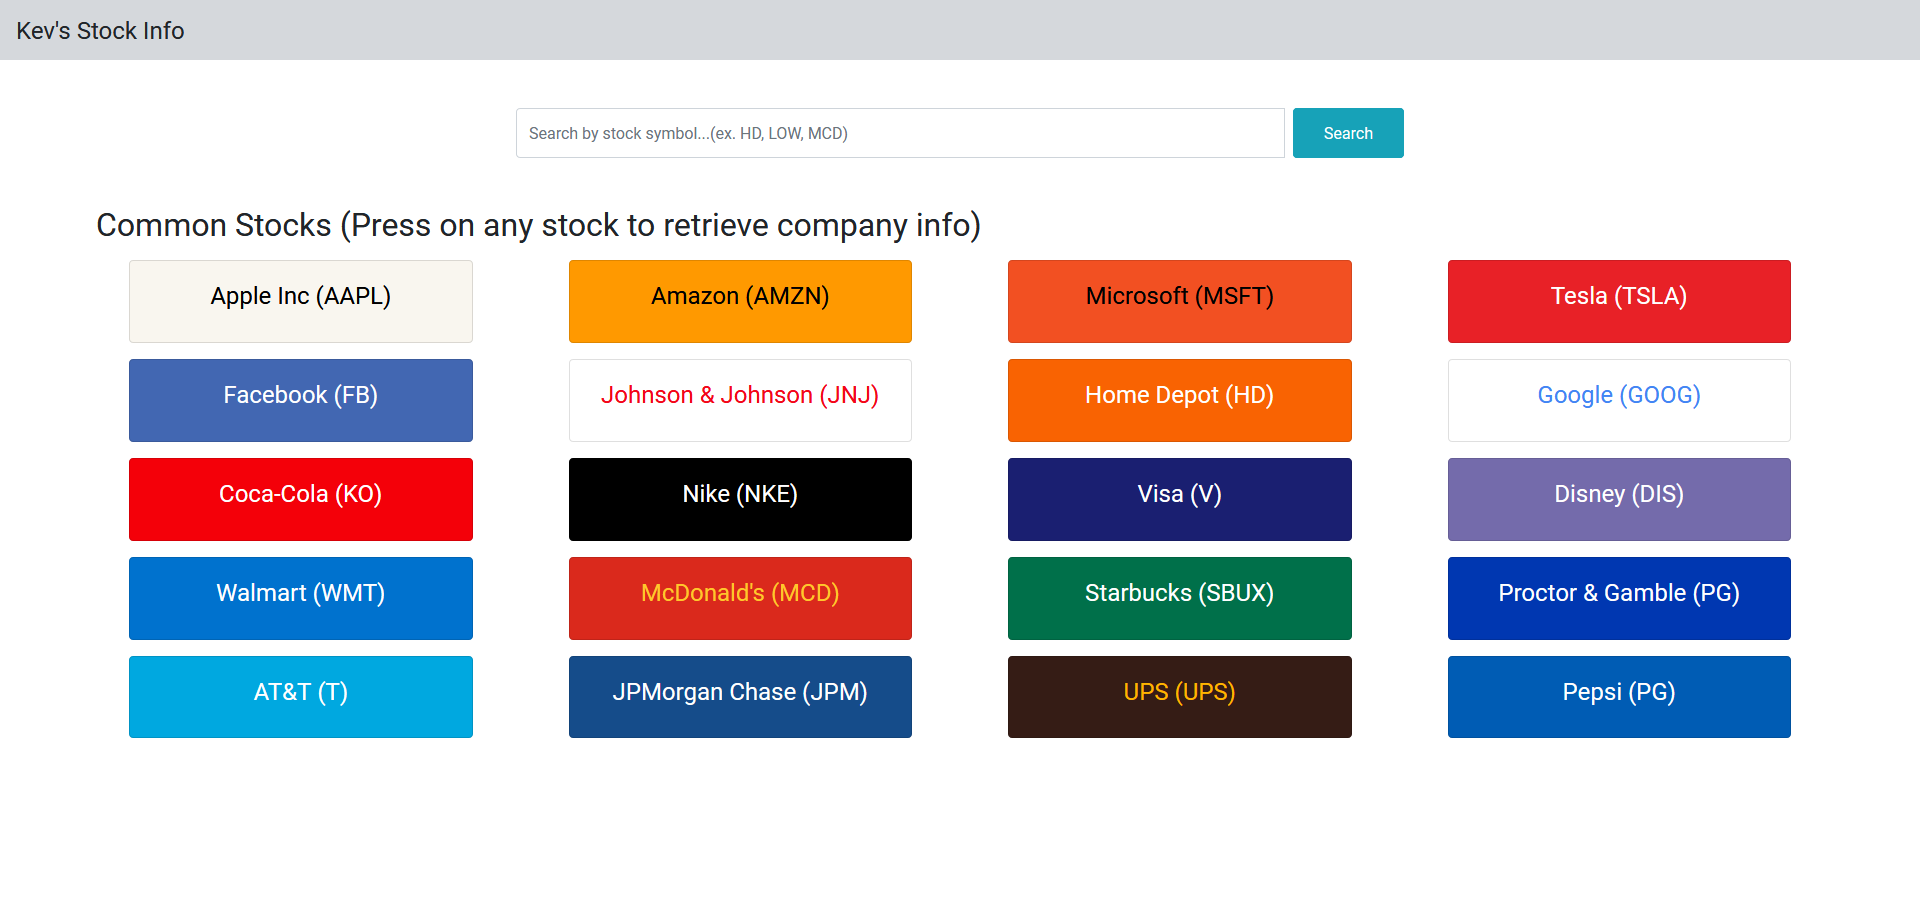 Kev's Stock Info
Search by stock symbol...(ex. HD, LOW, MCD)
Search
Common Stocks (Press on any stock to retrieve company info)
Apple Inc (AAPL)
Amazon (AMZN)
Microsoft (MSFT)
Tesla (TSLA)
Facebook (FB)
Johnson & Johnson (JNJ)
Home Depot (HD)
Google (GOOG)
Coca-Cola (KO)
Nike (NKE)
Visa (V)
Disney (DIS)
Walmart (WMT)
McDonald's (MCD)
Starbucks (SBUX)
Proctor & Gamble (PG)
AT&T (T)
JPMorgan Chase (JPM)
UPS (UPS)
Pepsi (PG)